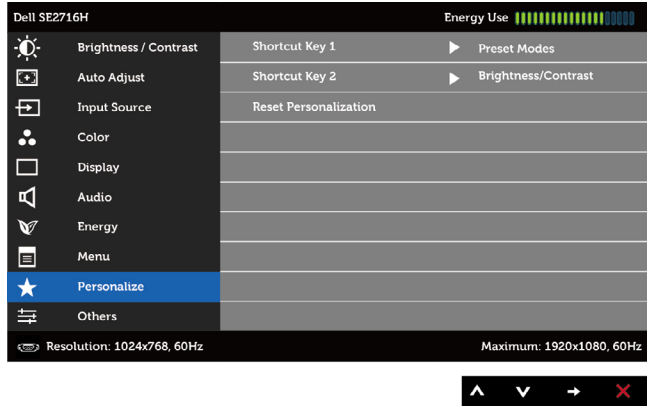 Dell SE2716H Energy Use
Brightness / Contrast Shortcut Key 1 Preset Modes
Auto Adjust Shortcut Key 2 Brightness/Contrast
Input Source Reset Personalization
Color
Display
Audio
Energy
Menu
Personalize
Others
Resolution: 1024x768, 60Hz Maximum: 1920x1080, 60Hz